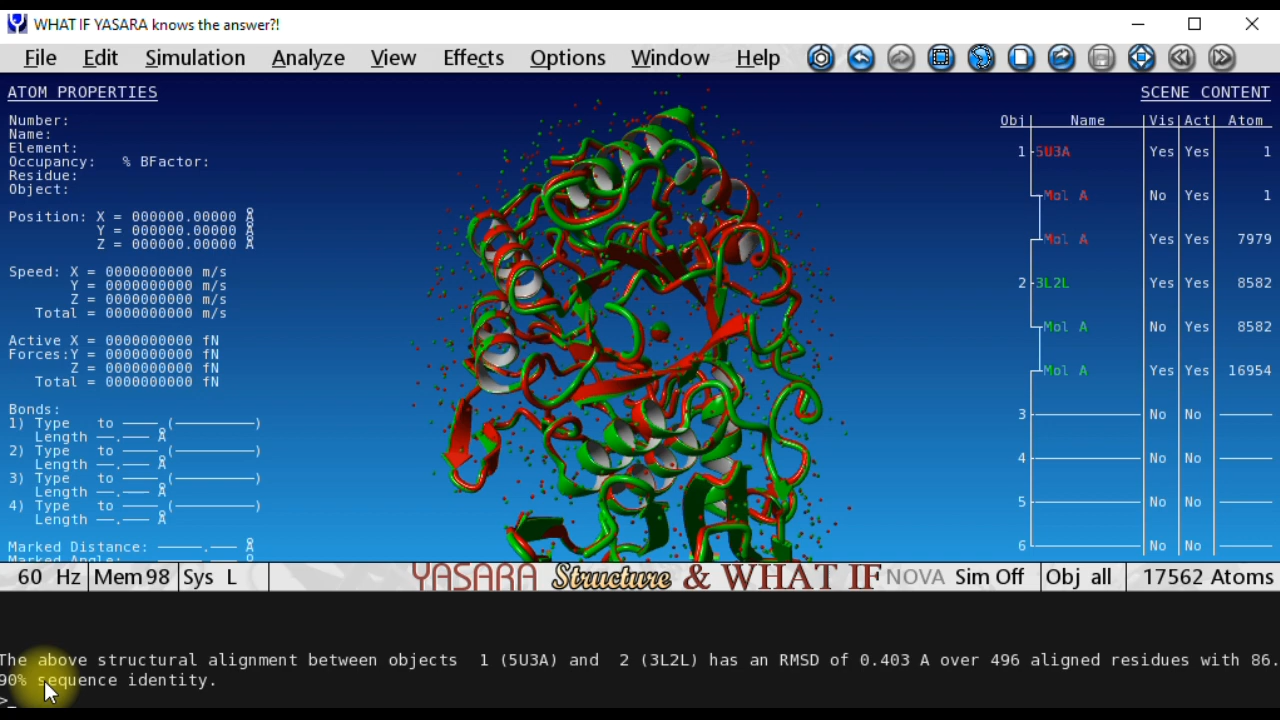 WHAT IF YASARA knows the answer?!
File Edit Simulation Analyze View Effects Options Window Help
ATOM PROPERTIES
Number:
Name:
Element:
Occupancy: % BFactor:
Residue:
Object:
Position: X = 000000.00000 Å
Y = 000000.00000 Å
Z = 000000.00000 Å
Speed: X = 0000000000 m/s
Y = 0000000000 m/s
Z = 0000000000 m/s
Total = 0000000000 m/s
Active X = 0000000000 fN
Forces:Y = 0000000000 fN
Z = 0000000000 fN
Total = 0000000000 fN
Bonds:
1) Type to ────(─────────)
Length ──.─── Å
2) Type to ────(─────────)
Length ──.─── Å
3) Type to ────(─────────)
Length ──.─── Å
4) Type to ────(─────────)
Length ──.─── Å
Marked Distance: ─────.─── Å
Marked Angle:
SCENE CONTENT
Obj Name Vis Act Atom
1 5U3A Yes Yes 1
Mol A No Yes 1
Mol A Yes Yes 7979
2 3L2L Yes Yes 8582
Mol A No Yes 8582
Mol A Yes Yes 16954
3 No No
4 No No
5 No No
6 No No
60 Hz Mem 98 Sys L YASARA Structure & WHAT IF NOVA Sim Off Obj all 17562 Atoms
The above structural alignment between objects 1 (5U3A) and 2 (3L2L) has an RMSD of 0.403 A over 496 aligned residues with 86.
90% sequence identity.
>_